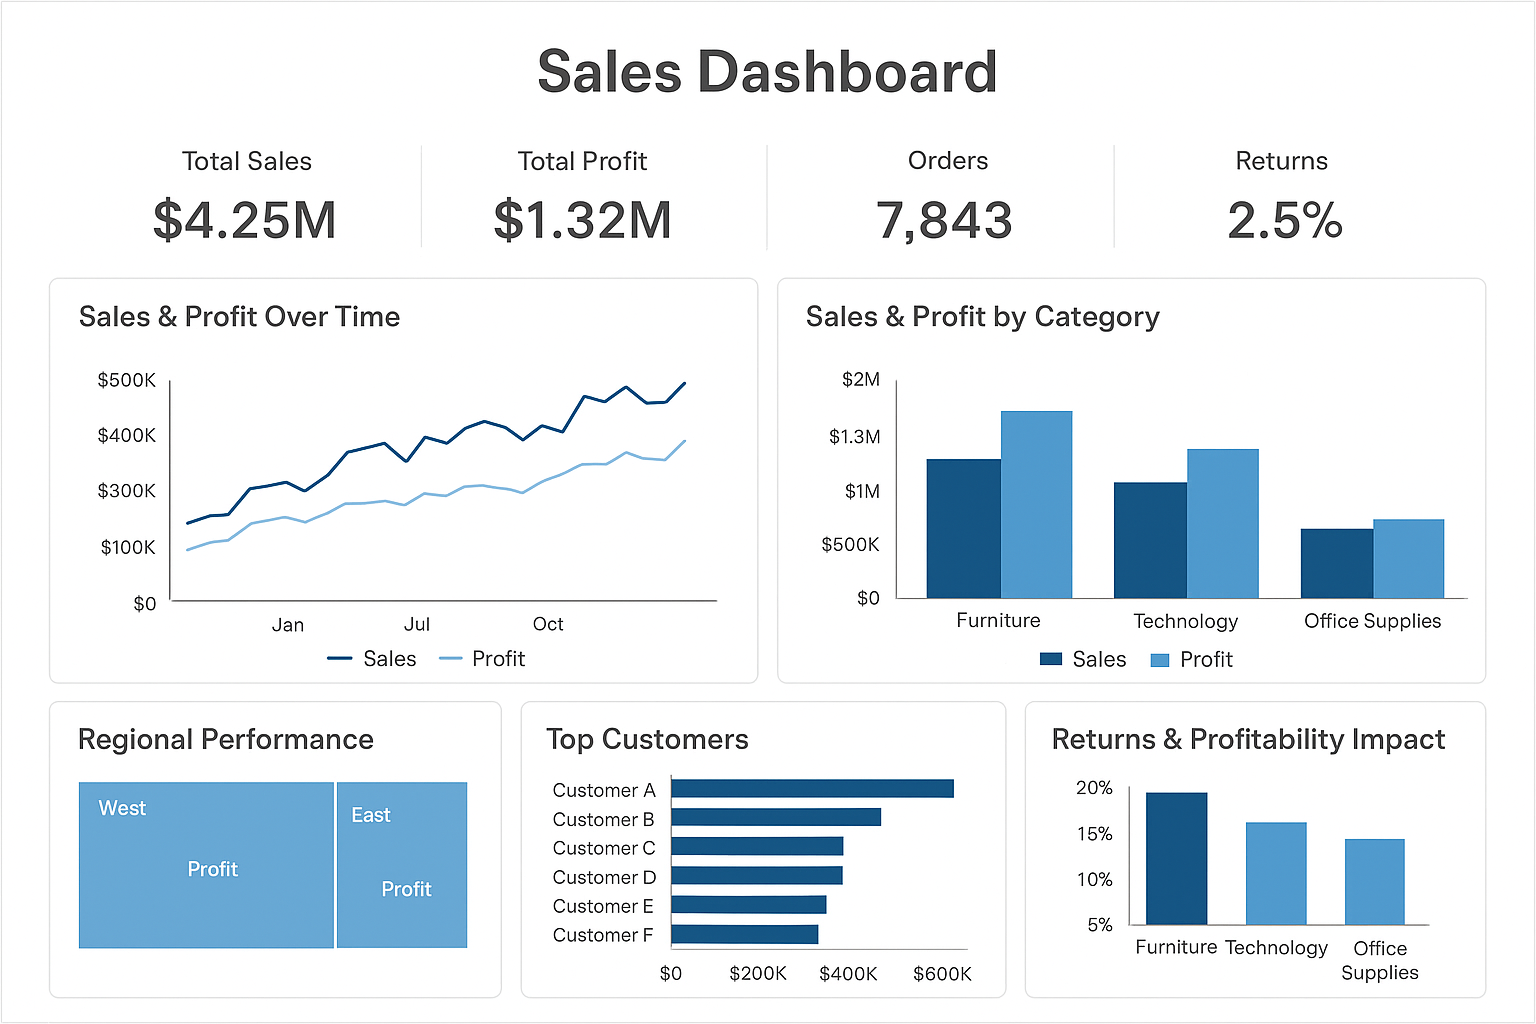 Sales Dashboard
Total Sales
$4.25M
Total Profit
$1.32M
Orders
7,843
Returns
2.5%
Sales & Profit Over Time
$500K
$400K
$300K
$100K
$0
Jan Jul Oct
Sales Profit
Sales & Profit by Category
$2M
$1.3M
$1M
$500K
$0
Furniture Technology Office Supplies
Sales Profit
Regional Performance
West
Profit
East
Profit
Top Customers
Customer A
Customer B
Customer C
Customer D
Customer E
Customer F
$0 $200K $400K $600K
Returns & Profitability Impact
20%
15%
10%
5%
Furniture Technology Office
Supplies